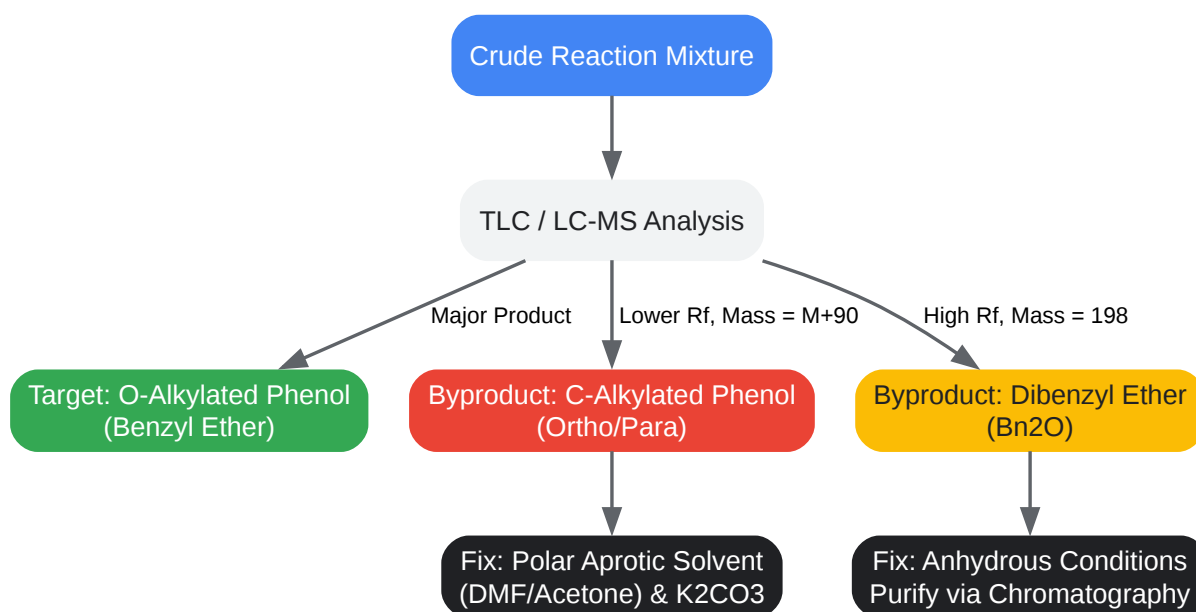 Crude Reaction Mixture
TLC / LC-MS Analysis
Major Product
Lower Rf, Mass = M+90
High Rf, Mass = 198
Target: O-Alkylated Phenol
(Benzyl Ether)
Byproduct: C-Alkylated Phenol
(Ortho/Para)
Byproduct: Dibenzyl Ether
(Bn2O)
Fix: Polar Aprotic Solvent
(DMF/Acetone) & K2CO3
Fix: Anhydrous Conditions
Purify via Chromatography